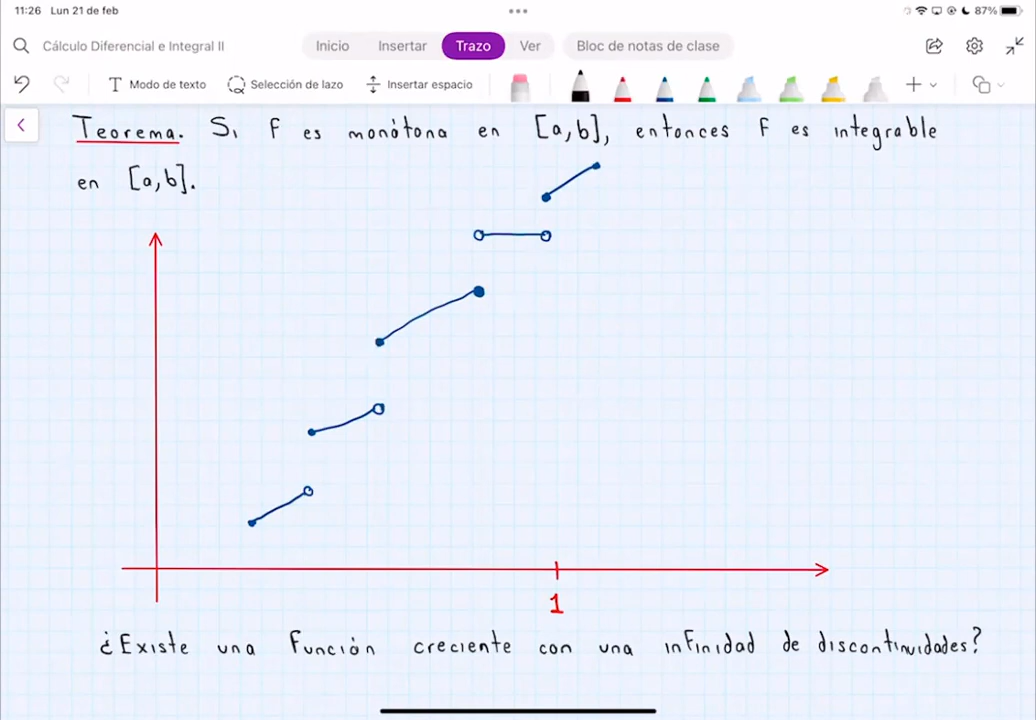 11:26 Lun 21 de feb
87%
Cálculo Diferencial e Integral II
Inicio Insertar Trazo Ver Bloc de notas de clase
Modo de texto Selección de lazo Insertar espacio
Teorema. Si f es monótona en [a,b], entonces f es integrable
en [a,b].
1
¿Existe una función creciente con una infinidad de discontinuidades?